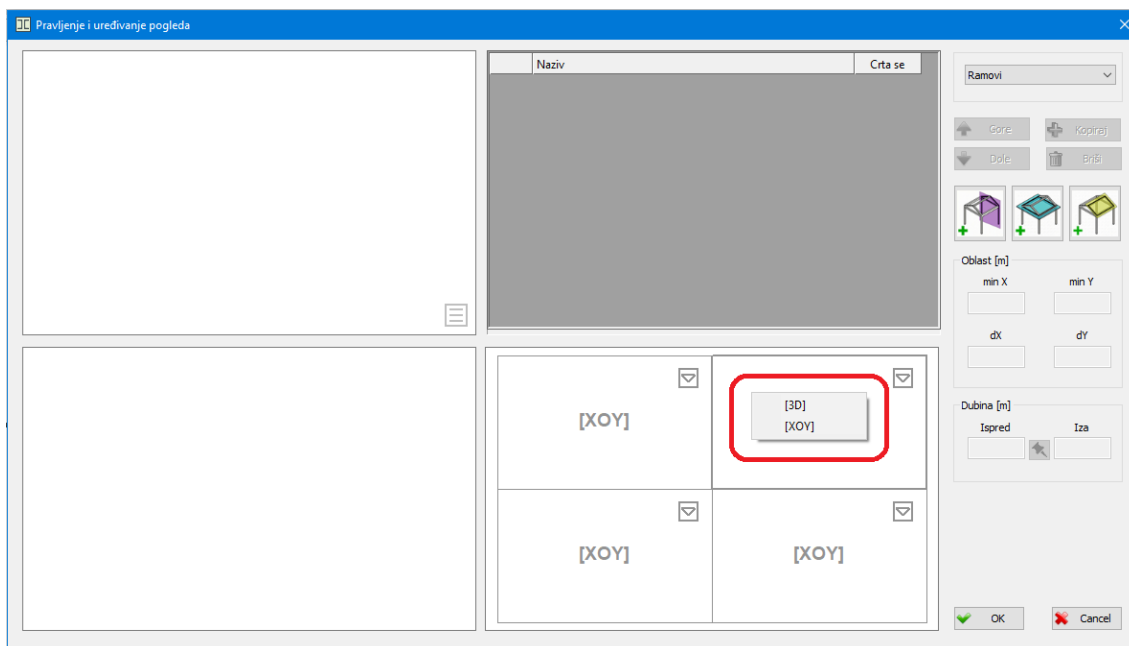 Pravljenje i uređivanje pogleda
Naziv
Crta se
Ramovi
Gore
Kopiraj
Dole
Briši
Oblast [m]
min X
min Y
dX
dY
Dubina [m]
Ispred
Iza
[XOY]
[3D]
[XOY]
[XOY]
[XOY]
OK
Cancel